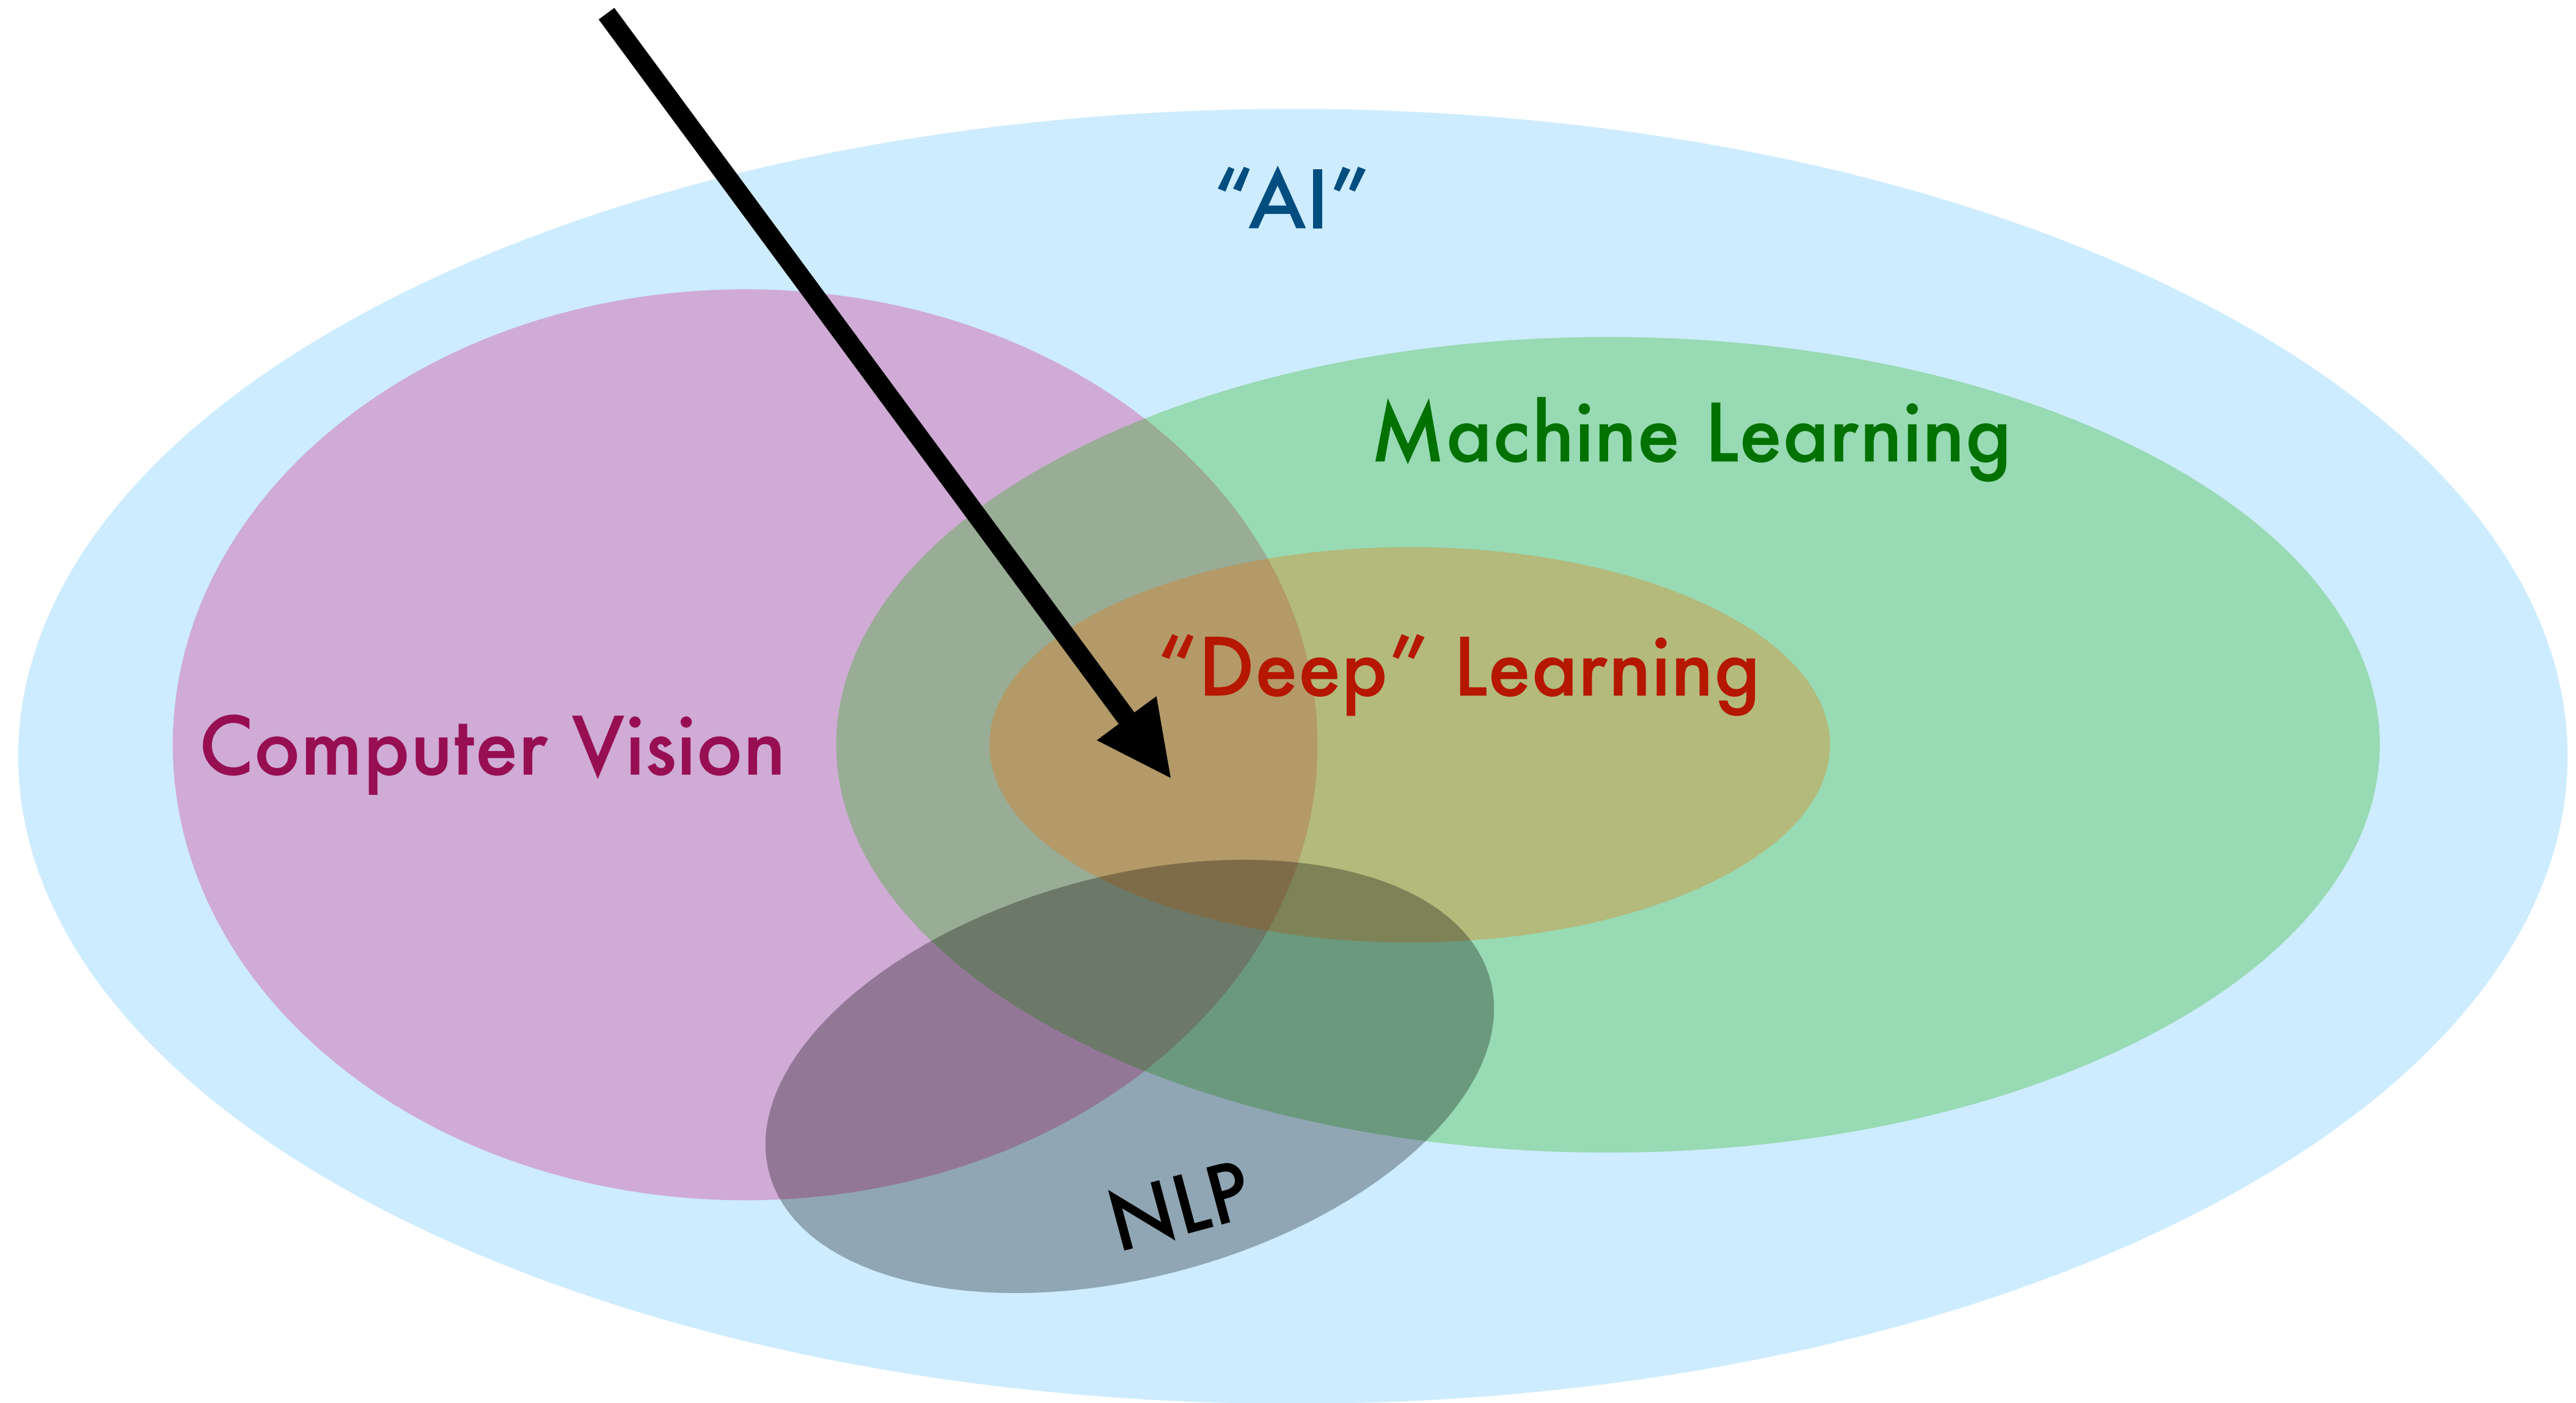 “AI”
Machine Learning
“Deep” Learning
Computer Vision
NLP